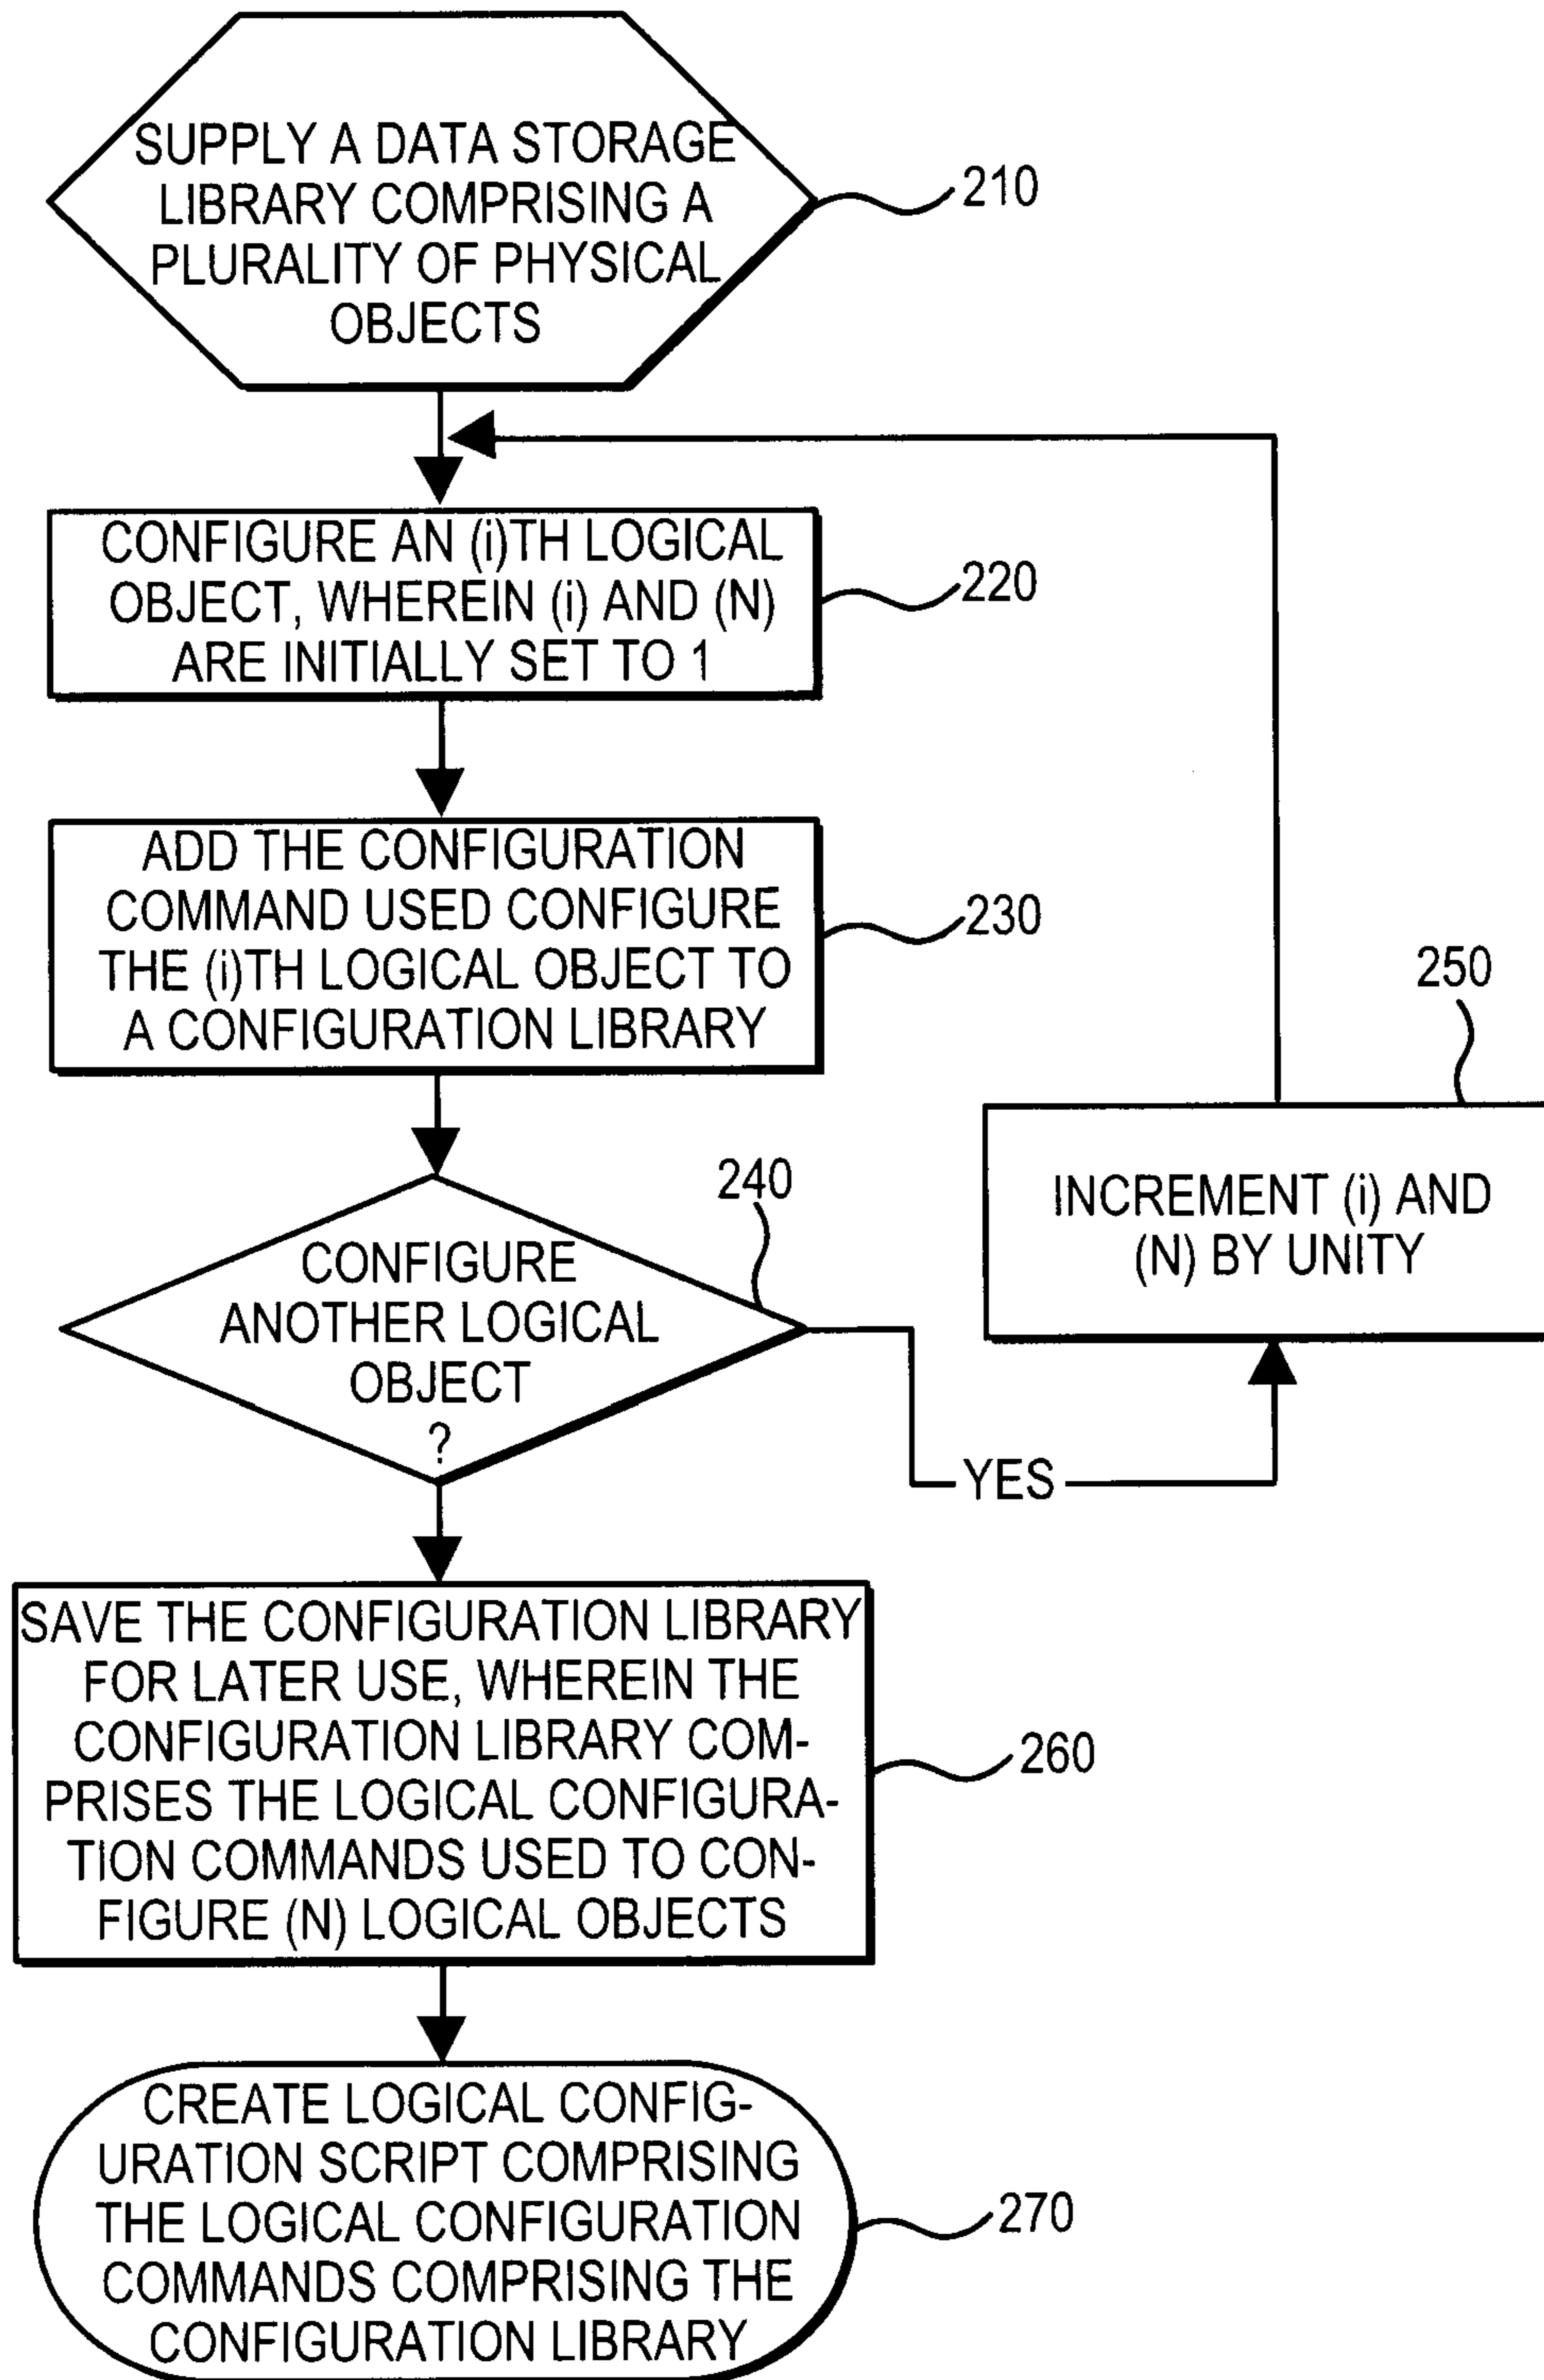 SUPPLY A DATA STORAGE
LIBRARY COMPRISING A
PLURALITY OF PHYSICAL
OBJECTS
210
CONFIGURE AN (i)TH LOGICAL
OBJECT, WHEREIN (i) AND (N)
ARE INITIALLY SET TO 1
220
ADD THE CONFIGURATION
COMMAND USED CONFIGURE
THE (i)TH LOGICAL OBJECT TO
A CONFIGURATION LIBRARY
230
250
INCREMENT (i) AND
(N) BY UNITY
240
CONFIGURE
ANOTHER LOGICAL
OBJECT
?
YES
SAVE THE CONFIGURATION LIBRARY
FOR LATER USE, WHEREIN THE
CONFIGURATION LIBRARY COM-
PRISES THE LOGICAL CONFIGURA-
TION COMMANDS USED TO CON-
FIGURE (N) LOGICAL OBJECTS
260
CREATE LOGICAL CONFIG-
URATION SCRIPT COMPRISING
THE LOGICAL CONFIGURATION
COMMANDS COMPRISING THE
CONFIGURATION LIBRARY
270